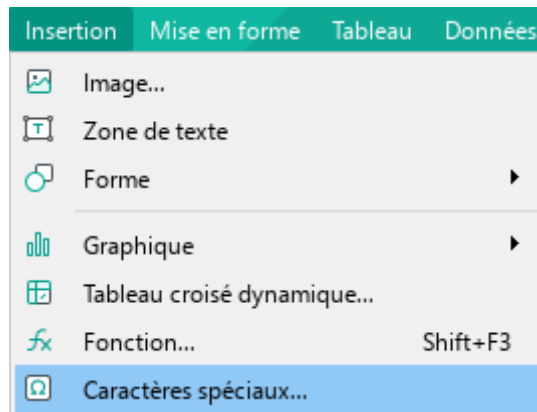 Insertion Mise en forme Tableau Données
Image...
Zone de texte
Forme
Graphique
Tableau croisé dynamique...
Fonction... Shift+F3
Caractères spéciaux...